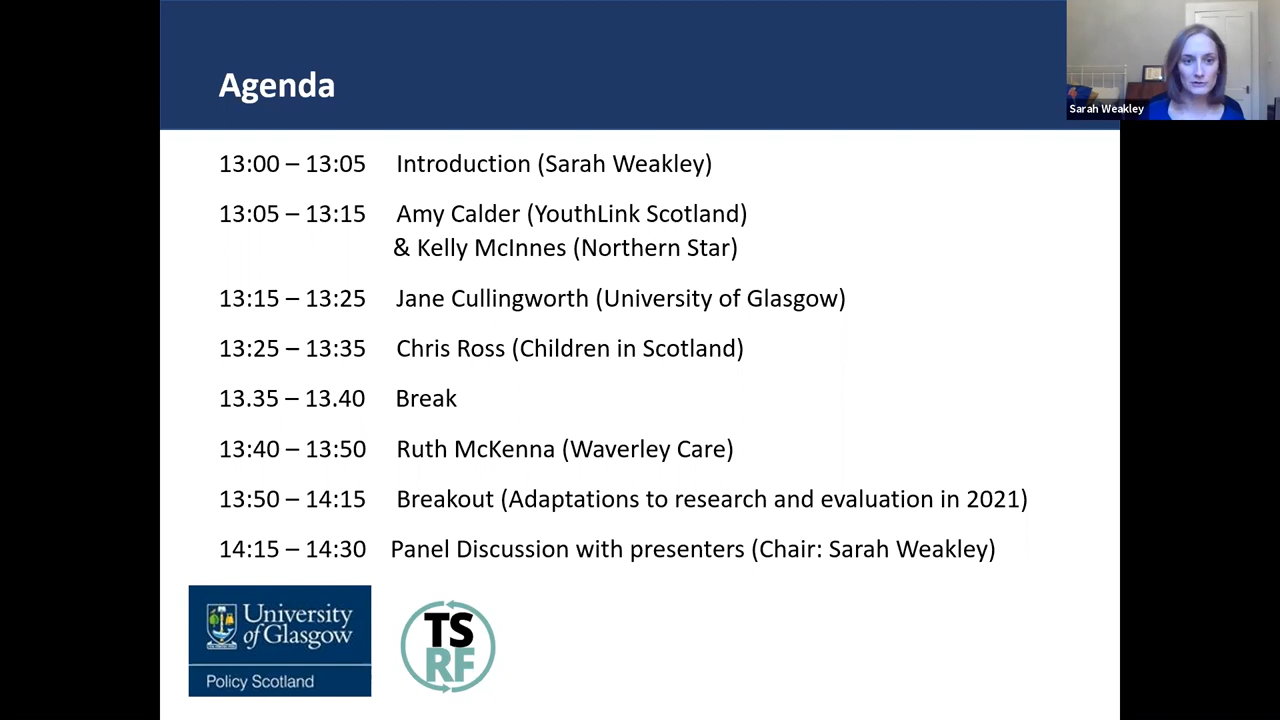 Agenda
Sarah Weakley
13:00 – 13:05 Introduction (Sarah Weakley)
13:05 – 13:15 Amy Calder (YouthLink Scotland)
& Kelly McInnes (Northern Star)
13:15 – 13:25 Jane Cullingworth (University of Glasgow)
13:25 – 13:35 Chris Ross (Children in Scotland)
13.35 – 13.40 Break
13:40 – 13:50 Ruth McKenna (Waverley Care)
13:50 – 14:15 Breakout (Adaptations to research and evaluation in 2021)
14:15 – 14:30 Panel Discussion with presenters (Chair: Sarah Weakley)
University
of Glasgow
Policy Scotland
TS
RF